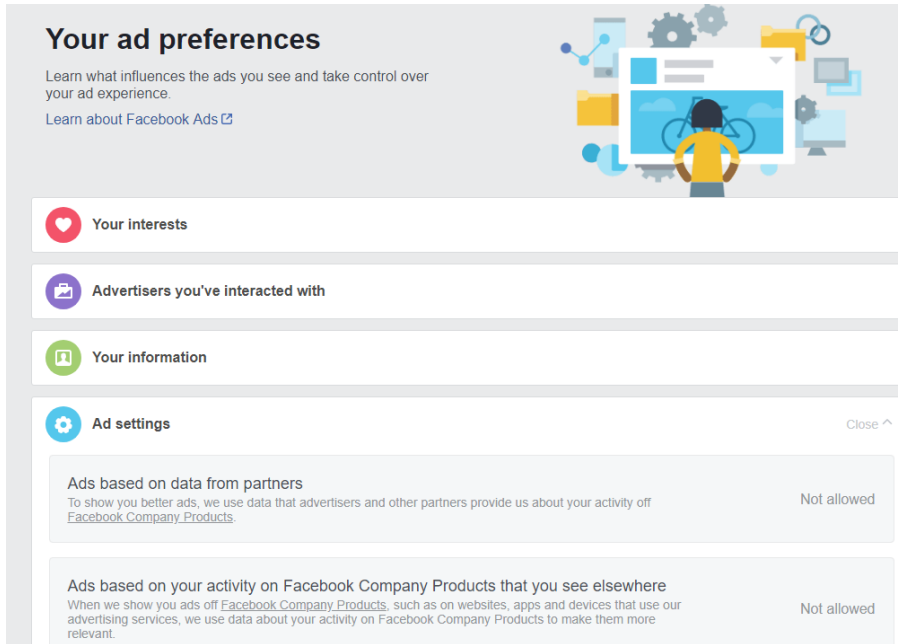 Your ad preferences
Learn what influences the ads you see and take control over
your ad experience.
Learn about Facebook Ads
Your interests
Advertisers you've interacted with
Your information
Ad settings
Close
Ads based on data from partners
To show you better ads, we use data that advertisers and other partners provide us about your activity off
Facebook Company Products.
Not allowed
Ads based on your activity on Facebook Company Products that you see elsewhere
When we show you ads off Facebook Company Products, such as on websites, apps and devices that use our
advertising services, we use data about your activity on Facebook Company Products to make them more
relevant.
Not allowed